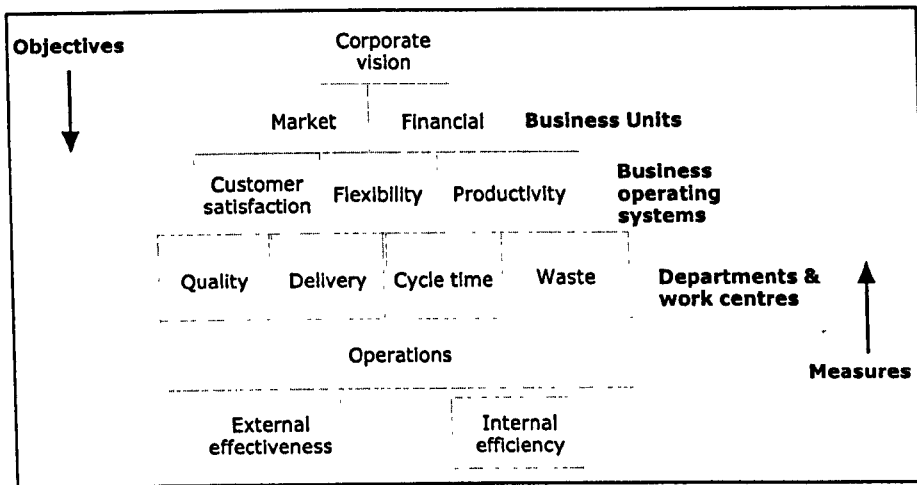 Objectives
Corporate
vision
Market Financial Business Units
Customer
satisfaction Flexibility Productivity
Business
operating
systems
Quality Delivery Cycle time Waste
Departments &
work centres
Operations
Measures
External
effectiveness
Internal
efficiency